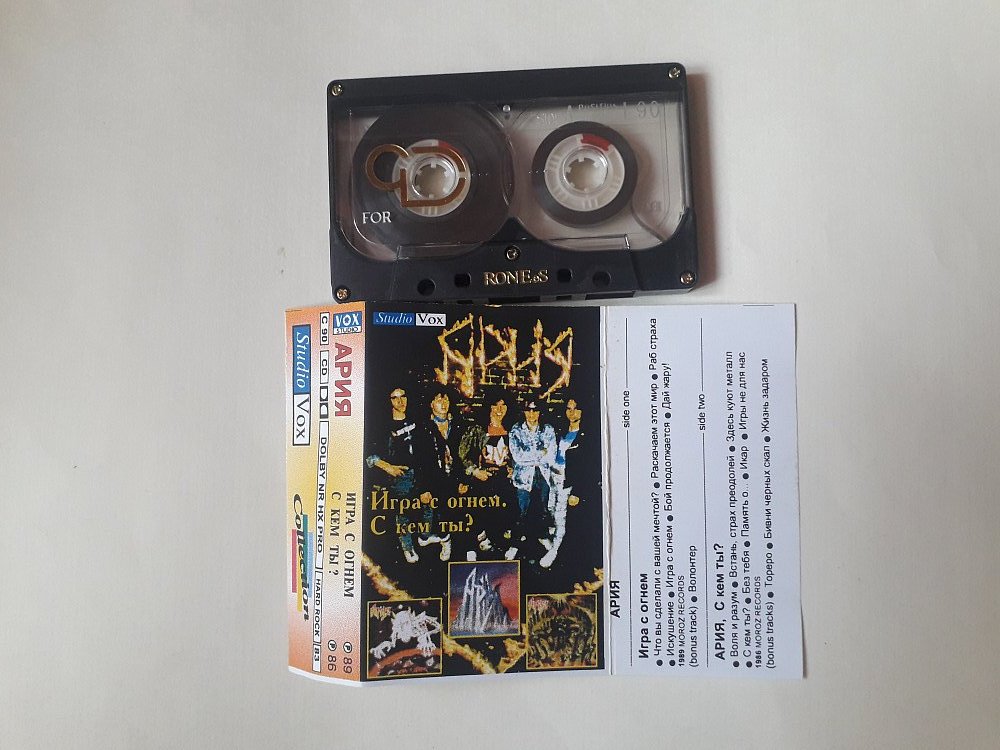 I 90
FOR
CD
RONEeS
Studio Vox
АРИЯ
Игра с огнем.
С кем ты?
VOX
STUDIO
АРИЯ
ИГРА С ОГНЕМ
℗ 89
С КЕМ ТЫ?
℗ 86
C 90
CD
DOLBY NR HX PRO
HARD ROCK / 83
Studio Vox
Collection
side one
АРИЯ
Игра с огнем
● Что вы сделали с вашей мечтой? ● Раскачаем этот мир ● Раб страха
● Искушение ● Игра с огнем ● Бой продолжается ● Дай жару!
1989 MOROZ RECORDS
(bonus track) ● Волонтер
side two
АРИЯ, С кем ты?
● Воля и разум ● Встань, страх преодолей ● Здесь куют металл
● С кем ты? ● Без тебя ● Память о... ● Икар ● Игры не для нас
1986 MOROZ RECORDS
(bonus tracks) ● Тореро ● Бивни черных скал ● Жизнь задаром